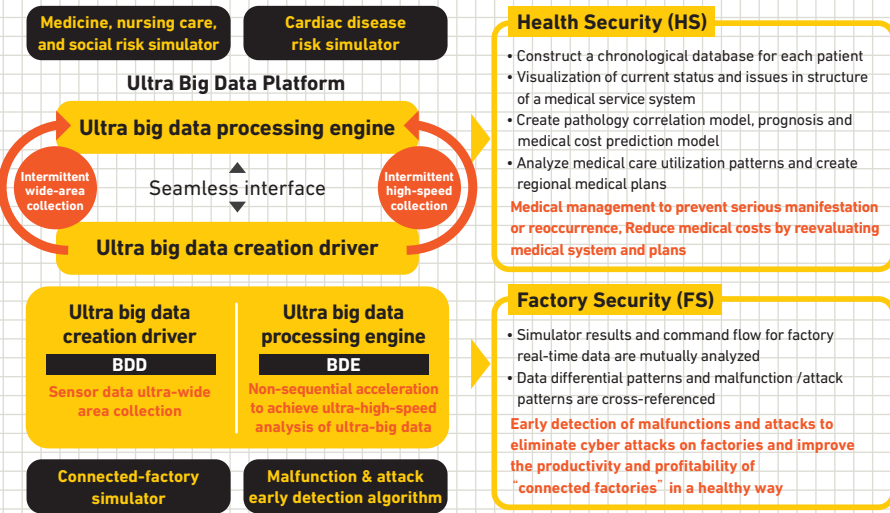 Medicine, nursing care,
and social risk simulator
Cardiac disease
risk simulator
Ultra Big Data Platform
Ultra big data processing engine
Intermittent
wide-area
collection
Seamless interface
Intermittent
high-speed
collection
Ultra big data creation driver
Ultra big data
creation driver
BDD
Sensor data ultra-wide
area collection
Ultra big data
processing engine
BDE
Non-sequential acceleration
to achieve ultra-high-speed
analysis of ultra-big data
Connected-factory
simulator
Malfunction & attack
early detection algorithm
Health Security (HS)
• Construct a chronological database for each patient
• Visualization of current status and issues in structure
of a medical service system
• Create pathology correlation model, prognosis and
medical cost prediction model
• Analyze medical care utilization patterns and create
regional medical plans
Medical management to prevent serious manifestation
or reoccurrence, Reduce medical costs by reevaluating
medical system and plans
Factory Security (FS)
• Simulator results and command flow for factory
real-time data are mutually analyzed
• Data differential patterns and malfunction /attack
patterns are cross-referenced
Early detection of malfunctions and attacks to
eliminate cyber attacks on factories and improve
the productivity and profitability of
“connected factories” in a healthy way